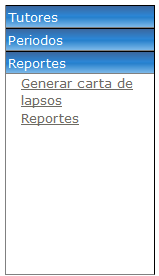 Tutores
Periodos
Reportes
Generar carta de
lapsos
Reportes